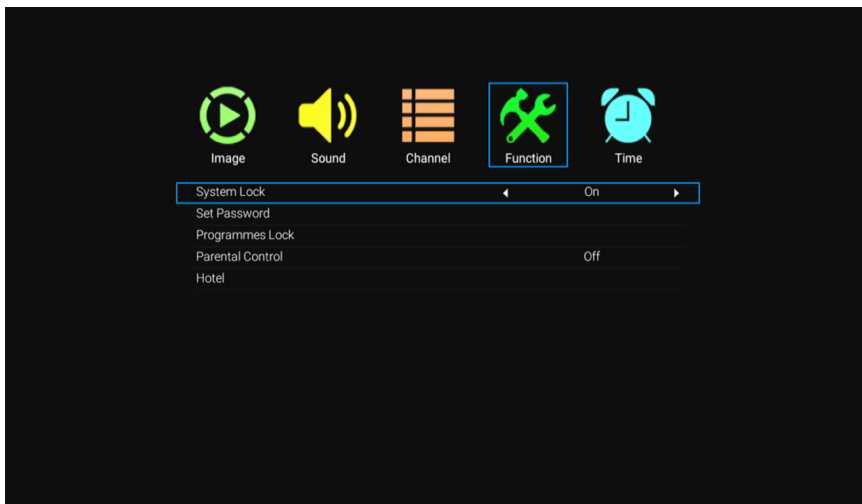 Image Sound Channel Function Time
System Lock On
Set Password
Programmes Lock
Parental Control Off
Hotel